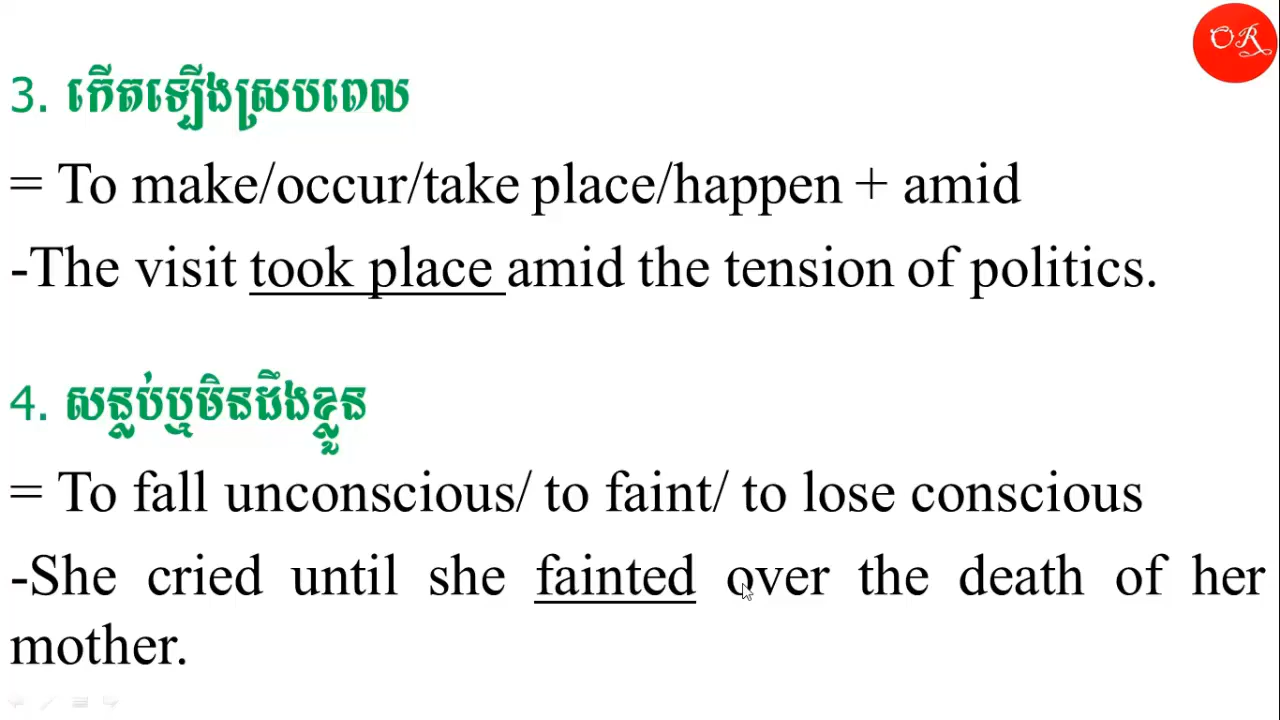 OR
3. កើតឡើងស្របពេល
= To make/occur/take place/happen + amid
-The visit took place amid the tension of politics.
4. សន្លប់ឬមិនដឹងខ្លួន
= To fall unconscious/ to faint/ to lose conscious
-She cried until she fainted over the death of her
mother.